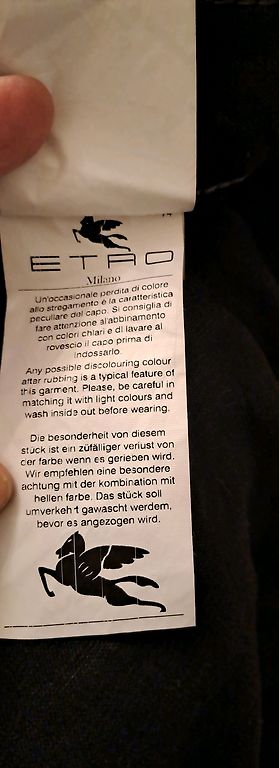 14
ETRO
Milano
Un'occasionale perdita di colore
allo stregamento è la caratteristica
peculiare del capo. Si consiglia di
fare attenzione al'abbinamento
con colori chiari e di lavare al
rovescio il capo prima di
indossarlo.
Any possible discolouring colour
after rubbing is a typical feature of
this garment. Please, be careful in
matching it with light colours and
wash inside out before wearing.
Die besonderheit von diesem
stück ist ein zufälliger verlust von
der farbe wenn es gerieben wird.
Wir empfehlen eine besondere
achtung mit der kombination mit
hellen farbe. Das stück soll
umverkehrt gawascht werdem,
bevor es angezogen wird.